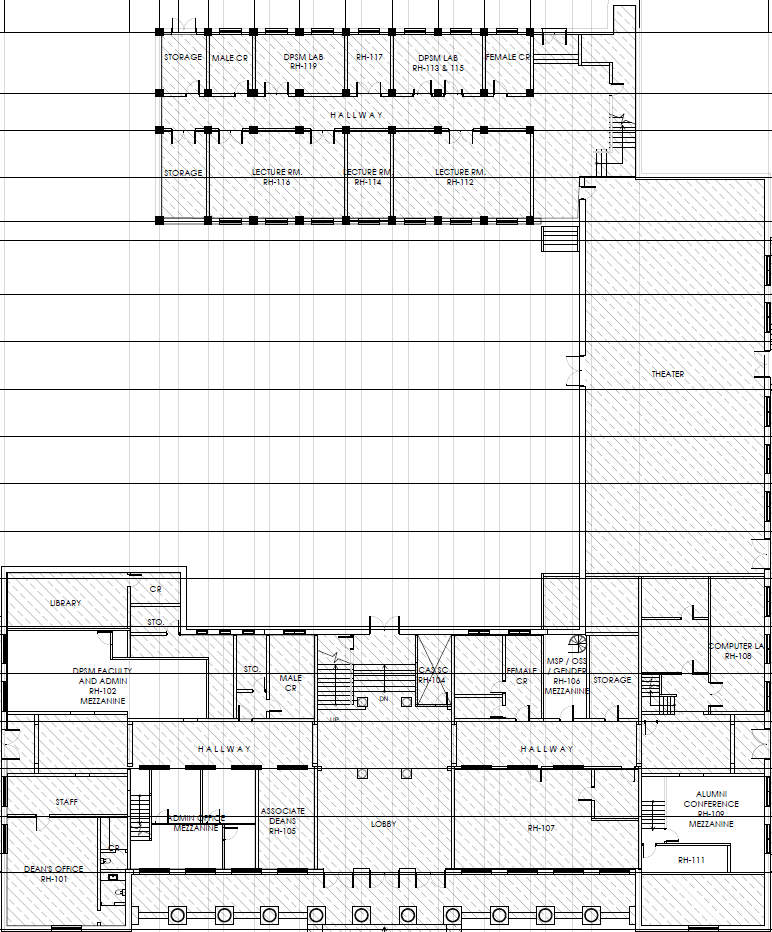 STORAGE
MALE CR
DPSM LAB
RH-119
RH-117
DPSM LAB
RH-113 & 115
FEMALE CR
HALLWAY
STORAGE
LECTURE RM.
RH-116
LECTURE RM.
RH-114
LECTURE RM.
RH-112
THEATER
LIBRARY
CR
STO.
DPSM FACULTY
AND ADMIN
RH-102
MEZZANINE
STO.
MALE
CR
UP
DN
CAS SC
RH-104
FEMALE
CR
MSP / OSS
/ GENDER
RH-106
MEZZANINE
STORAGE
COMPUTER LA
RH-108
HALLWAY
HALLWAY
STAFF
ADMIN OFFICE
MEZZANINE
ASSOCIATE
DEANS
RH-105
LOBBY
RH-107
ALUMNI
CONFERENCE
RH-109
MEZZANINE
CR
DEAN'S OFFICE
RH-101
RH-111